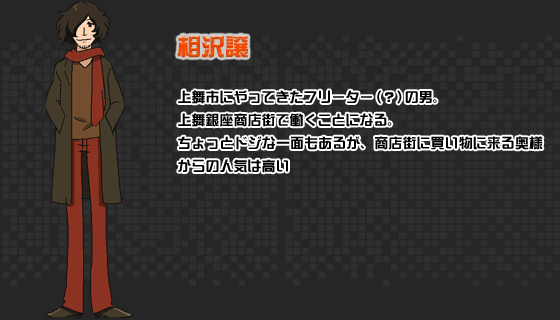 相沢譲
上舞市にやってきたフリーター(?)の男。
上舞銀座商店街で働くことになる。
ちょっとドジな一面もあるが、商店街に買い物に来る奥様
からの人気は高い